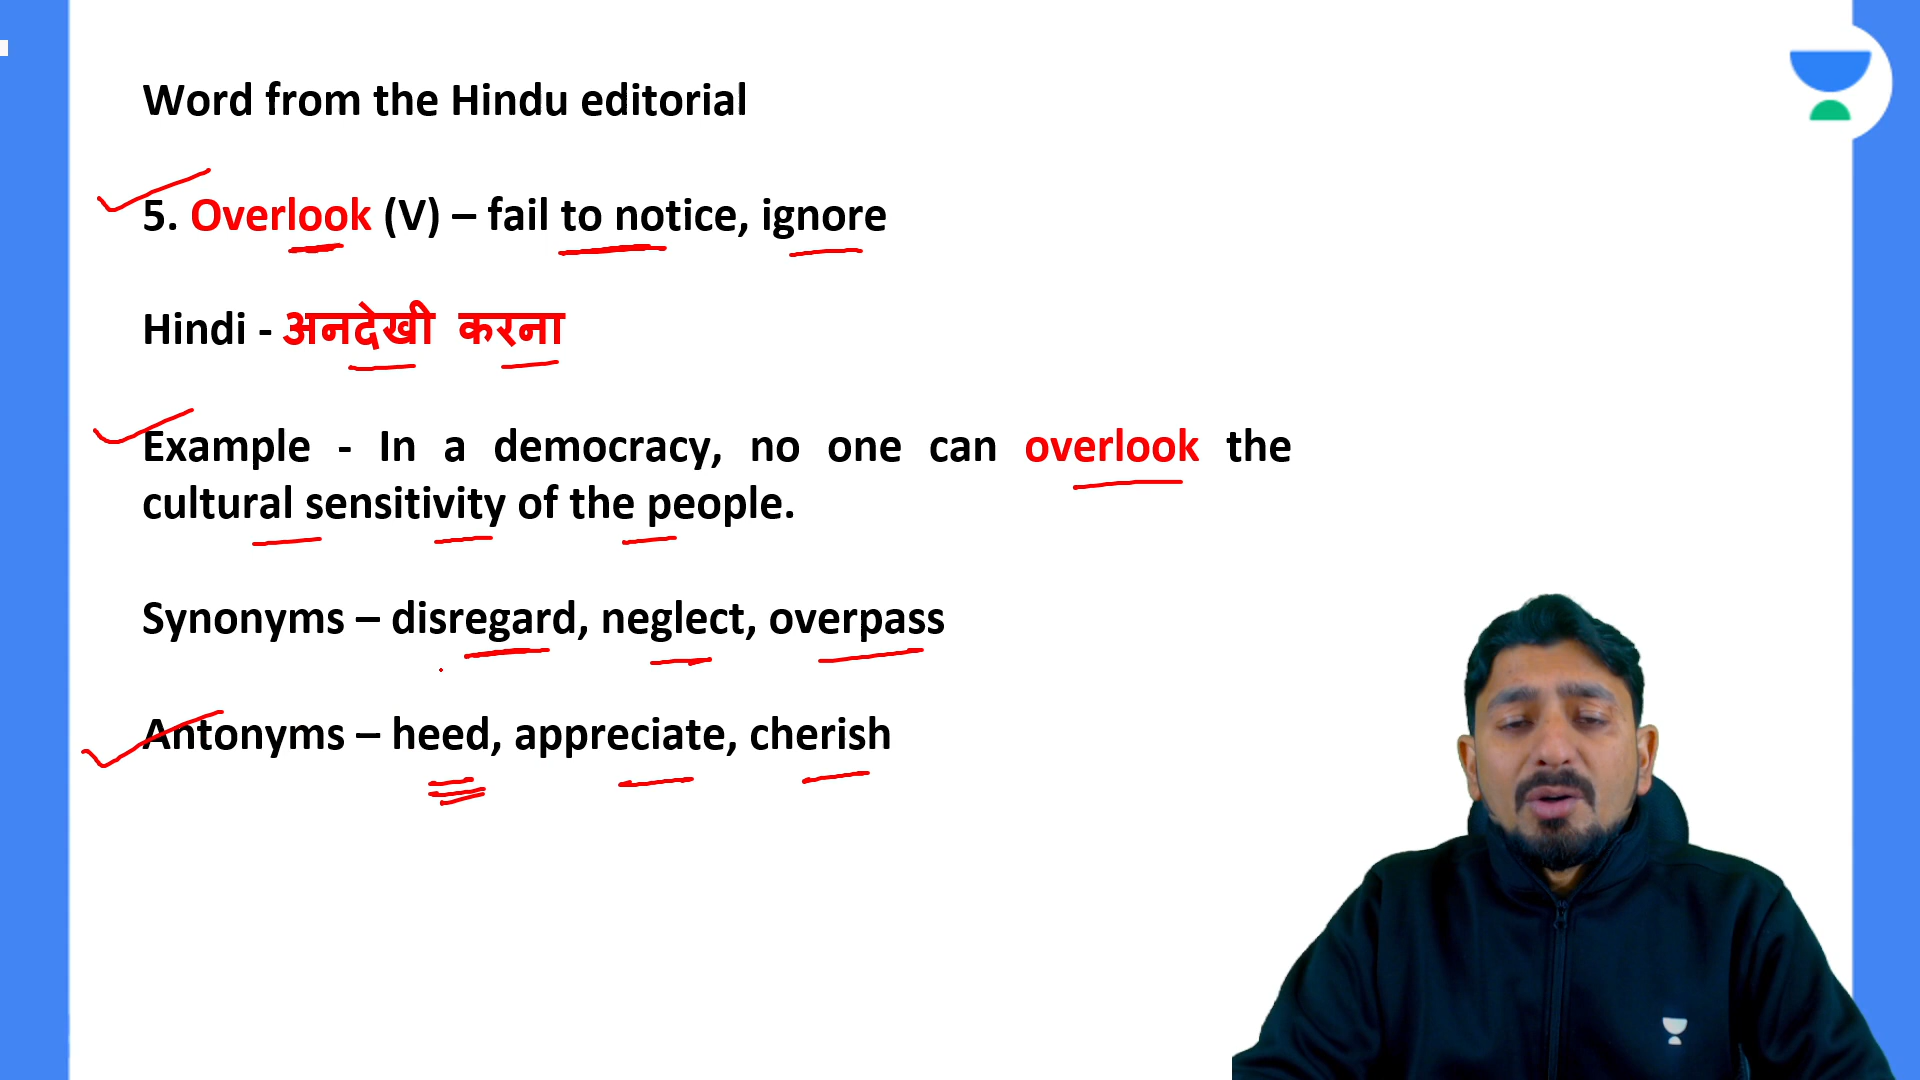 Word from the Hindu editorial
5. Overlook (V) – fail to notice, ignore
Hindi - अनदेखी करना
Example - In a democracy, no one can overlook the
cultural sensitivity of the people.
Synonyms – disregard, neglect, overpass
Antonyms – heed, appreciate, cherish